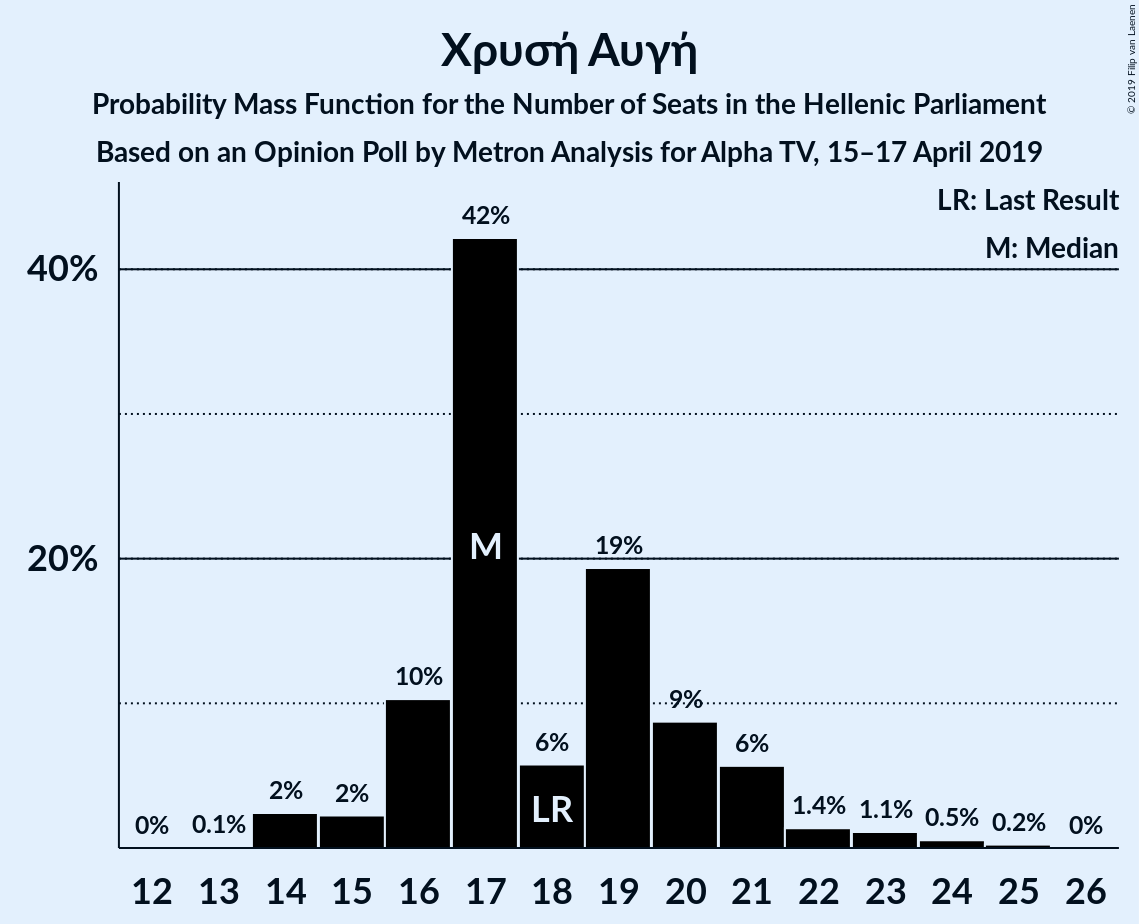 Χρυσή Αυγή
Probability Mass Function for the Number of Seats in the Hellenic Parliament
Based on an Opinion Poll by Metron Analysis for Alpha TV, 15–17 April 2019
© 2019 Filip van Laenen
LR: Last Result
M: Median
40%
20%
0%
0.1%
2%
2%
10%
42%
M
6%
LR
19%
9%
6%
1.4%
1.1%
0.5%
0.2%
0%
12 13 14 15 16 17 18 19 20 21 22 23 24 25 26